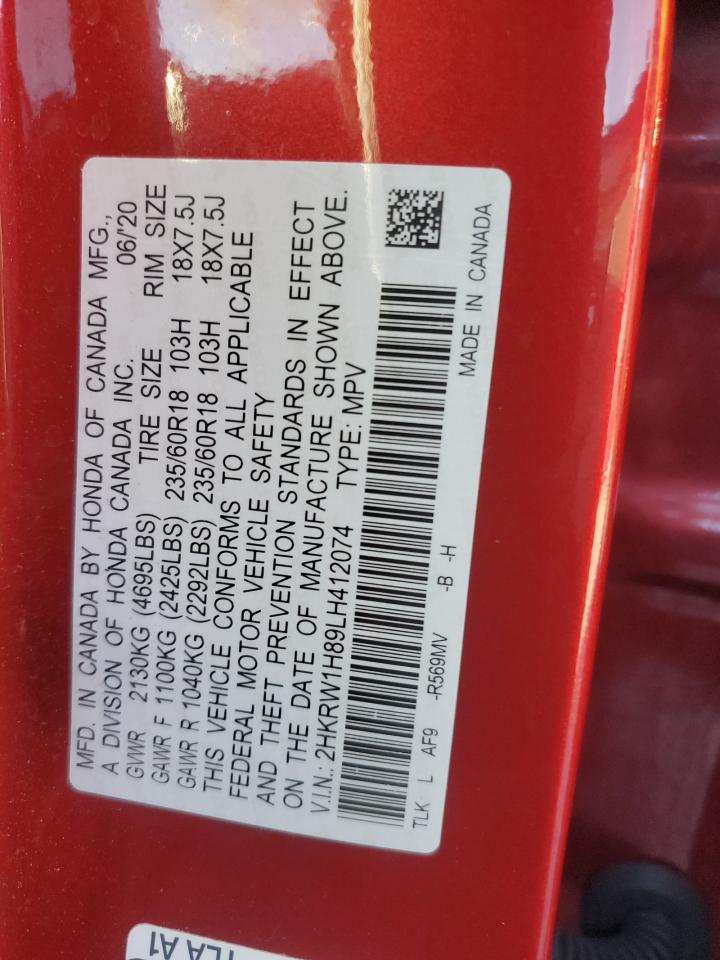 MFD. IN CANADA BY HONDA OF CANADA MFG.,
A DIVISION OF HONDA CANADA INC. 06/'20
GVWR 2130KG (4695LBS) TIRE SIZE RIM SIZE
GAWR F 1100KG (2425LBS) 235/60R18 103H 18X7.5J
GAWR R 1040KG (2292LBS) 235/60R18 103H 18X7.5J
THIS VEHICLE CONFORMS TO ALL APPLICABLE
FEDERAL MOTOR VEHICLE SAFETY
AND THEFT PREVENTION STANDARDS IN EFFECT
ON THE DATE OF MANUFACTURE SHOWN ABOVE.
V.I.N.: 2HKRW1H89LH412074 TYPE: MPV
TLK L AF9 -R569MV -B -H
MADE IN CANADA
A1